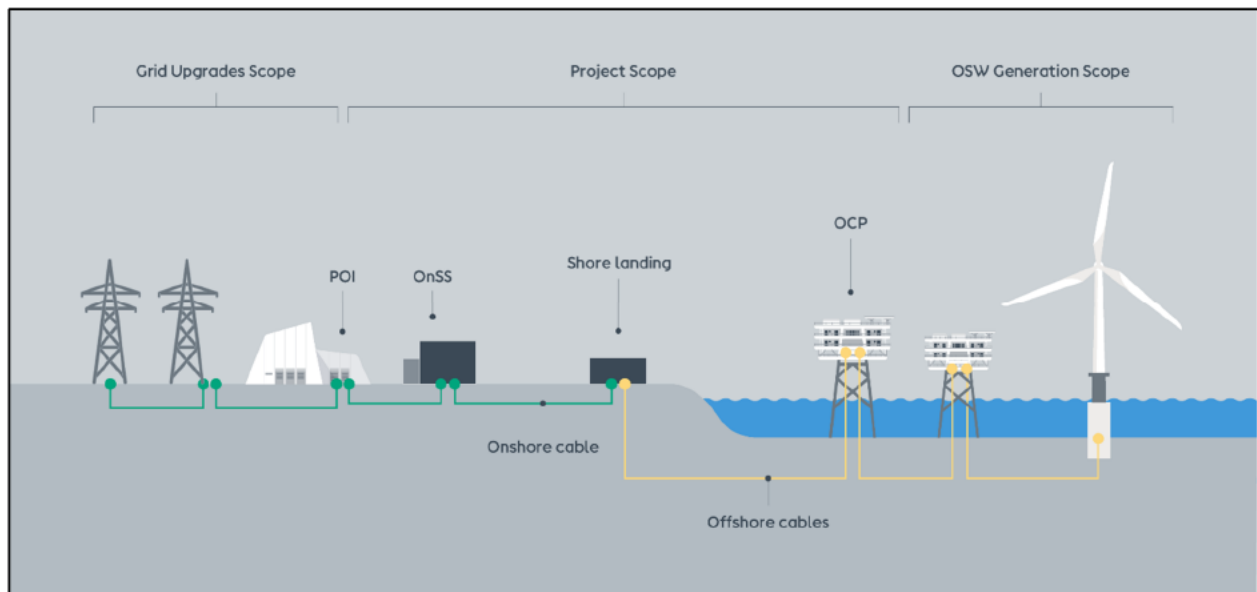 Grid Upgrades Scope
Project Scope
OSW Generation Scope
OCP
POI
OnSS
Shore landing
Onshore cable
Offshore cables